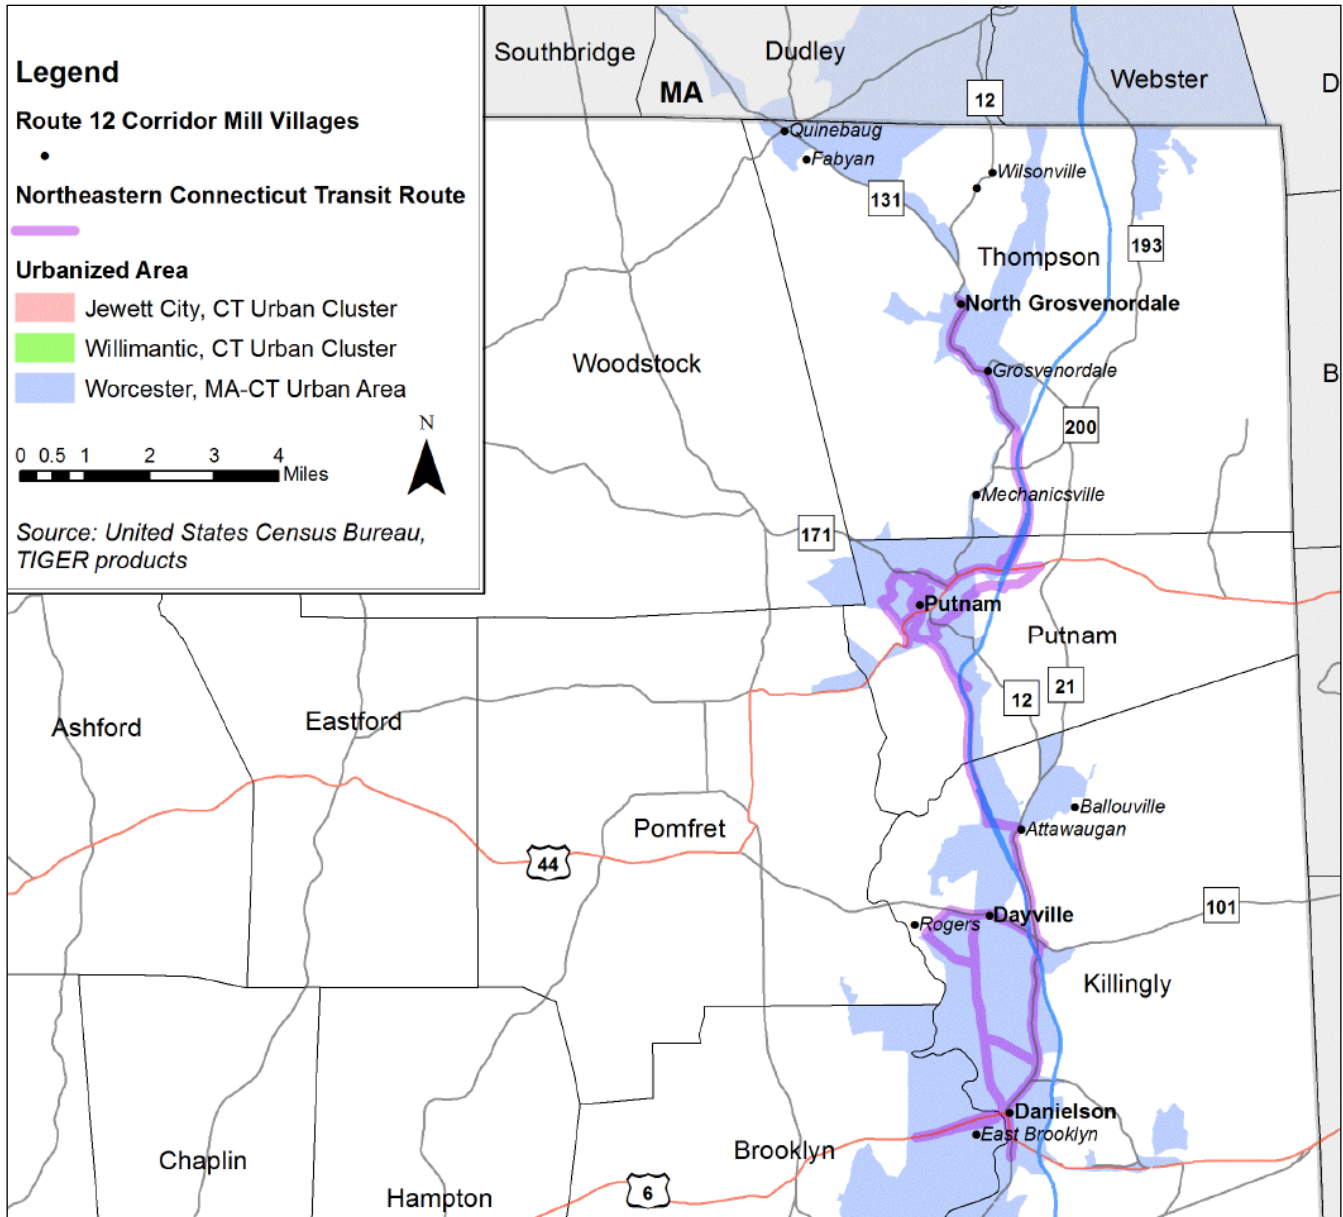 Legend
Route 12 Corridor Mill Villages
Northeastern Connecticut Transit Route
Urbanized Area
Jewett City, CT Urban Cluster
Willimantic, CT Urban Cluster
Worcester, MA-CT Urban Area
N
0 0.5 1 2 3 4
Miles
Source: United States Census Bureau,
TIGER products
Southbridge
Dudley
MA
12
Webster
D
Quinebaug
Fabyan
Wilsonville
131
193
Thompson
North Grosvenordale
Woodstock
Grosvenordale
B
200
Mechanicsville
171
Putnam
Putnam
21
12
Ashford
Eastford
Ballouville
Pomfret
Attawaugan
44
101
Dayville
Rogers
Killingly
Danielson
East Brooklyn
Brooklyn
Chaplin
Hampton
6